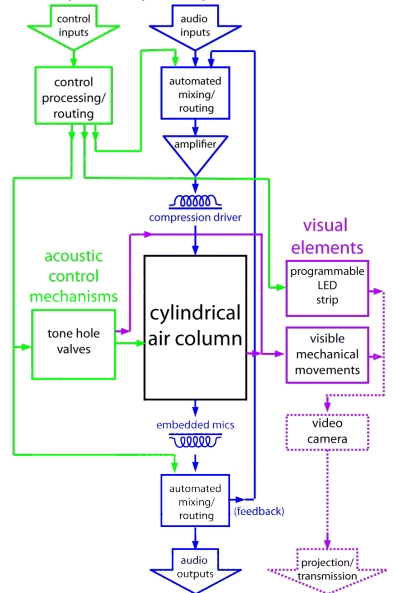 control
inputs
audio
inputs
control
processing/
routing
automated
mixing/
routing
amplifier
compression driver
visual
elements
acoustic
control
mechanisms
programmable
LED
strip
cylindrical
air column
tone hole
valves
visible
mechanical
movements
embedded mics
video
camera
automated
mixing/
routing
(feedback)
audio
outputs
projection/
transmission